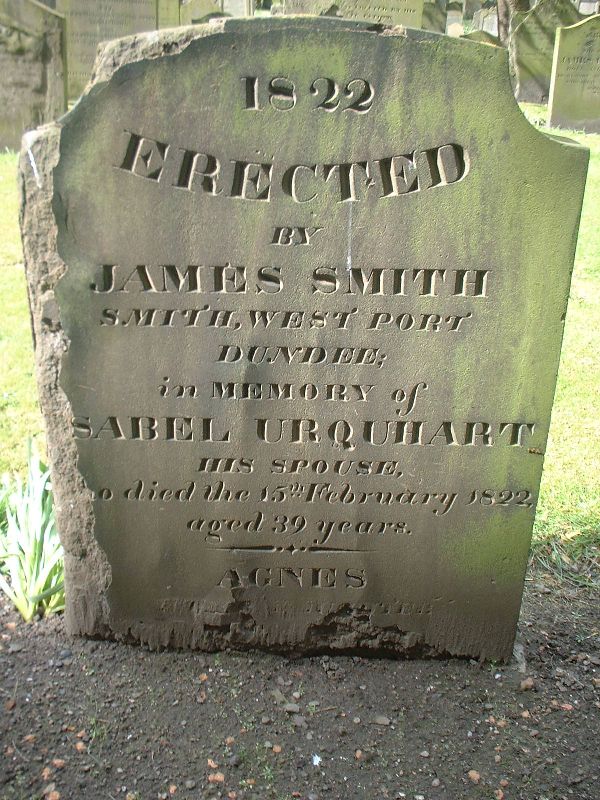 1822
ERECTED
BY
JAMES SMITH
SMITH, WEST PORT
DUNDEE;
in MEMORY of
SABEL URQUHART
HIS SPOUSE,
o died the 15th February 1822,
aged 39 years.
AGNES